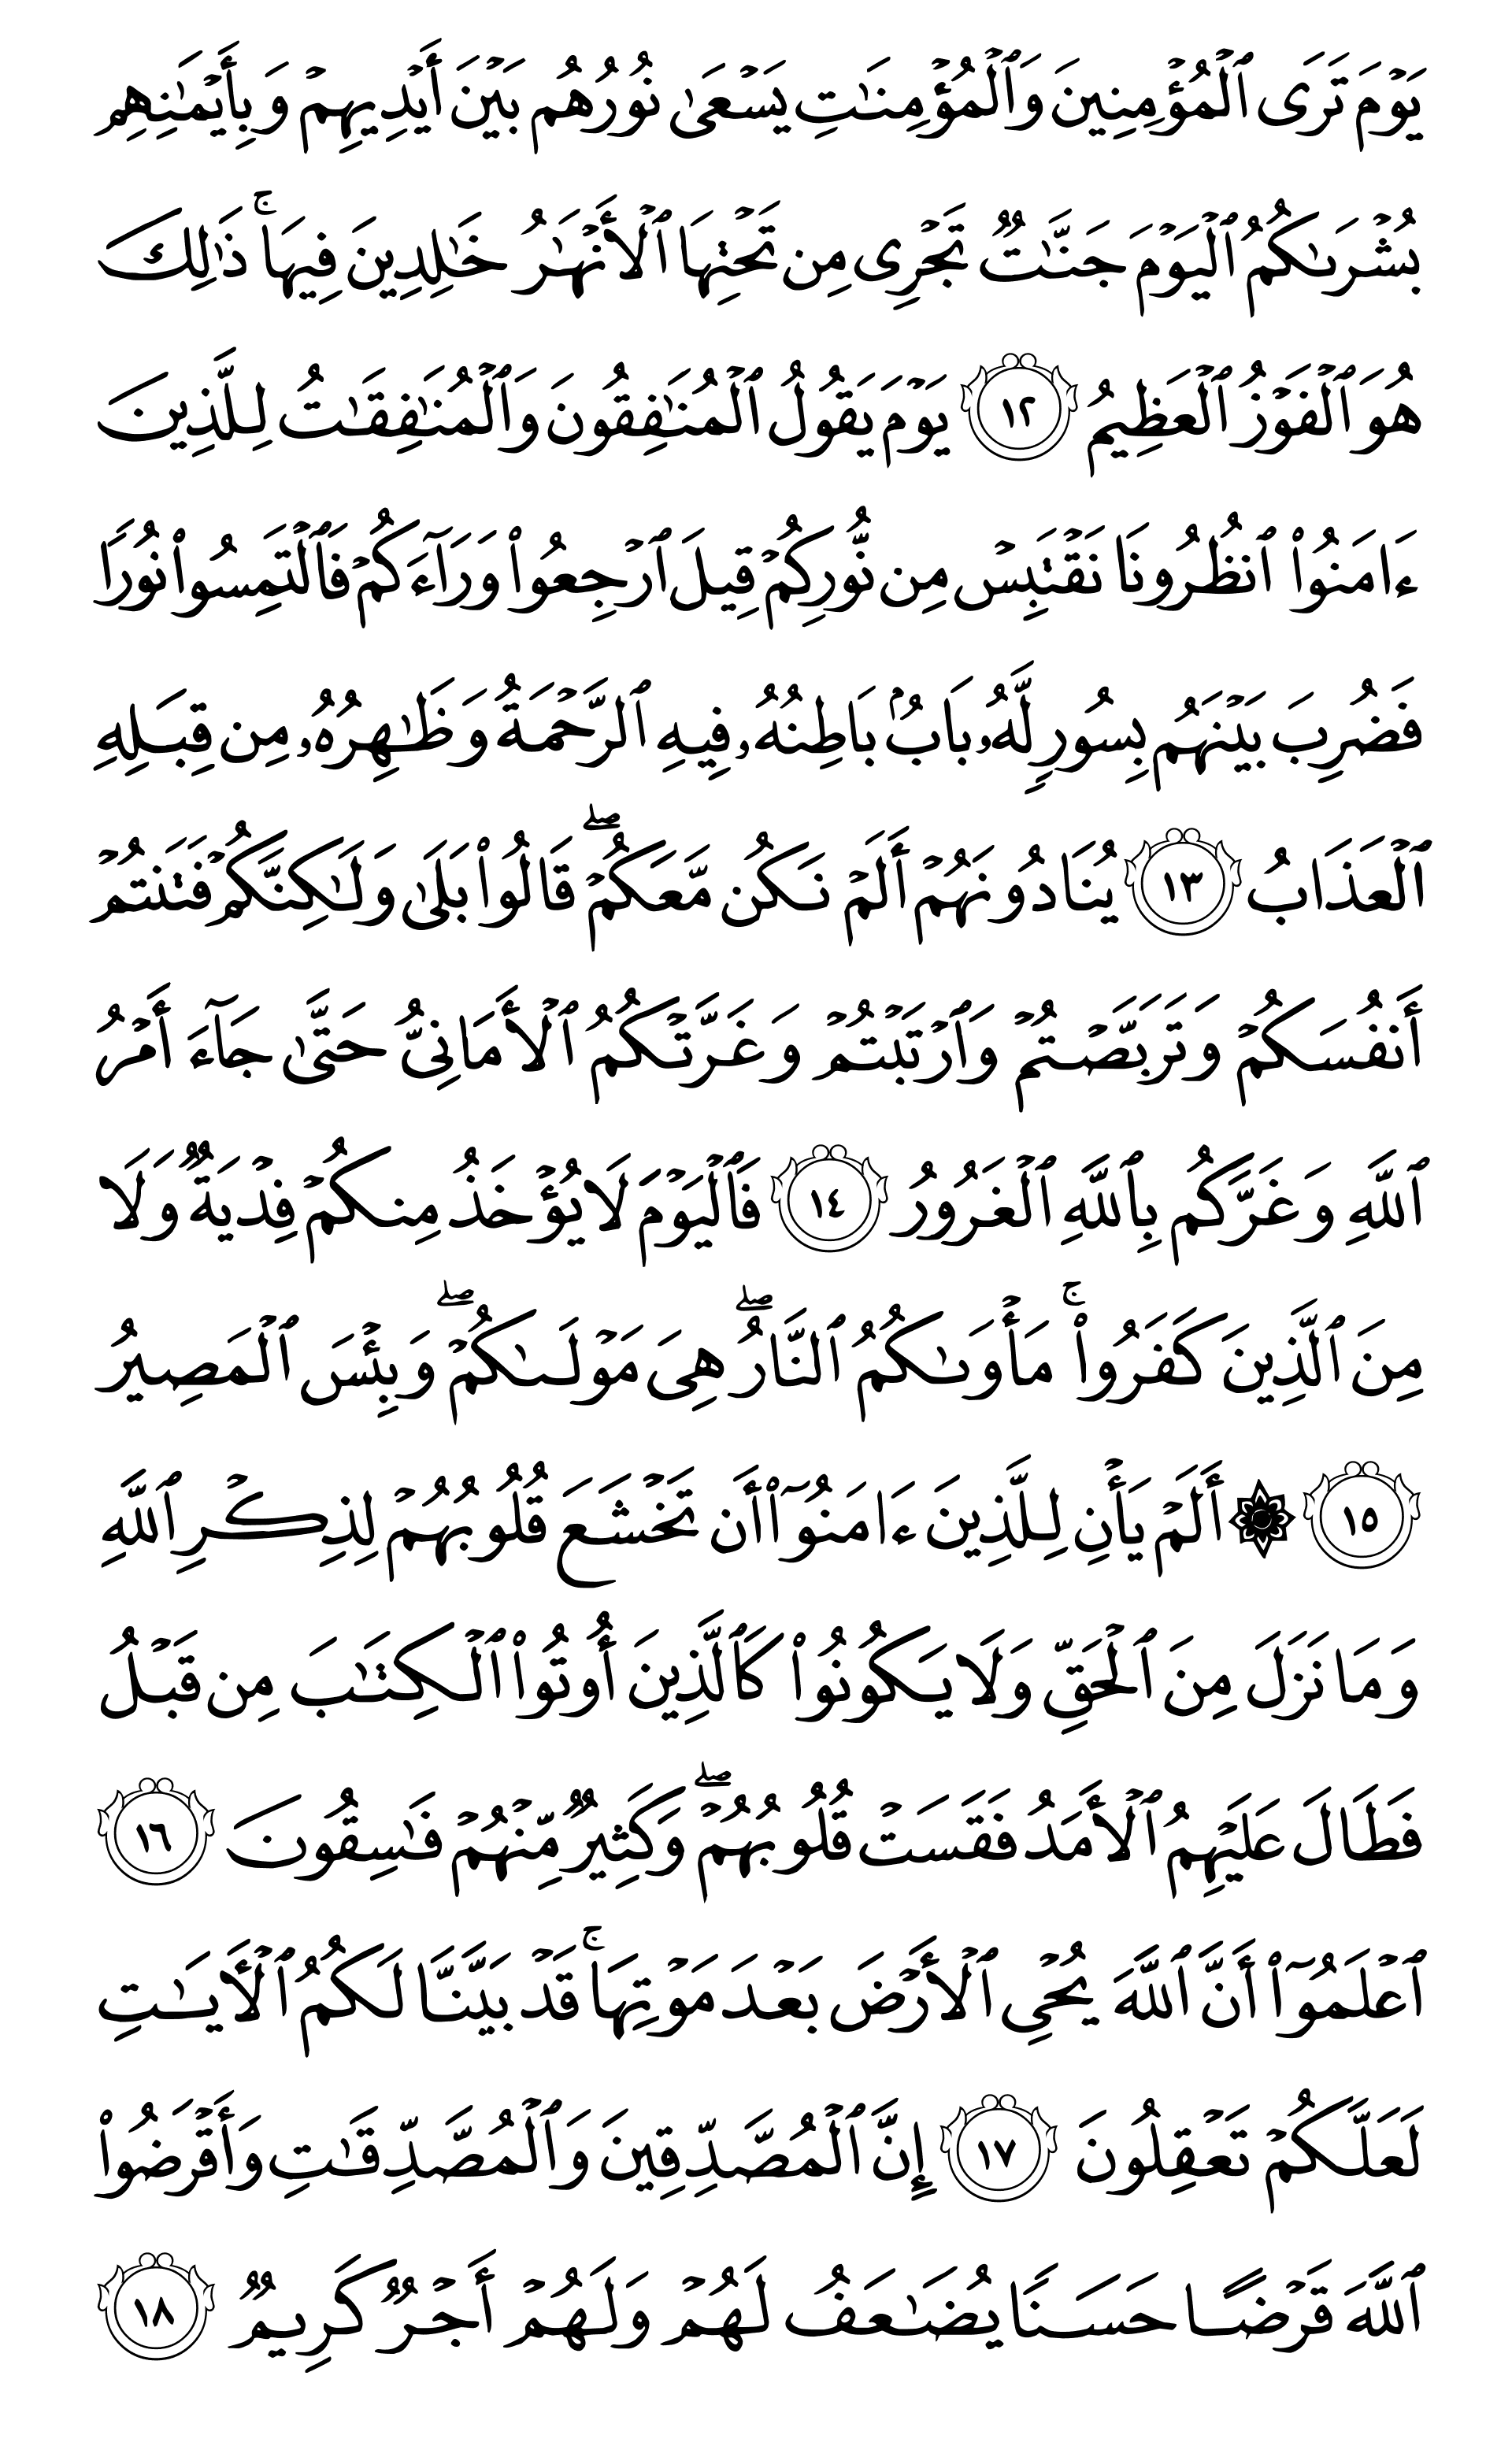 يَوْمَ تَرَى ٱلْمُؤْمِنِينَ وَٱلْمُؤْمِنَٰتِ يَسْعَىٰ نُورُهُم بَيْنَ أَيْدِيهِمْ وَبِأَيْمَٰنِهِم
بُشْرَىٰكُمُ ٱلْيَوْمَ جَنَّٰتٌ تَجْرِى مِن تَحْتِهَا ٱلْأَنْهَٰرُ خَٰلِدِينَ فِيهَا ۚ ذَٰلِكَ
هُوَ ٱلْفَوْزُ ٱلْعَظِيمُ ١٢ يَوْمَ يَقُولُ ٱلْمُنَٰفِقُونَ وَٱلْمُنَٰفِقَٰتُ لِلَّذِينَ
ءَامَنُوا۟ ٱنظُرُونَا نَقْتَبِسْ مِن نُّورِكُمْ قِيلَ ٱرْجِعُوا۟ وَرَآءَكُمْ فَٱلْتَمِسُوا۟ نُورًا
فَضُرِبَ بَيْنَهُم بِسُورٍ لَّهُۥ بَابٌۢ بَاطِنُهُۥ فِيهِ ٱلرَّحْمَةُ وَظَٰهِرُهُۥ مِن قِبَلِهِ
ٱلْعَذَابُ ١٣ يُنَادُونَهُمْ أَلَمْ نَكُن مَّعَكُمْ ۖ قَالُوا۟ بَلَىٰ وَلَٰكِنَّكُمْ فَتَنتُمْ
أَنفُسَكُمْ وَتَرَبَّصْتُمْ وَٱرْتَبْتُمْ وَغَرَّتْكُمُ ٱلْأَمَانِىُّ حَتَّىٰ جَآءَ أَمْرُ
ٱللَّهِ وَغَرَّكُم بِٱللَّهِ ٱلْغَرُورُ ١٤ فَٱلْيَوْمَ لَا يُؤْخَذُ مِنكُمْ فِدْيَةٌ وَلَا
مِنَ ٱلَّذِينَ كَفَرُوا۟ ۚ مَأْوَىٰكُمُ ٱلنَّارُ ۖ هِىَ مَوْلَىٰكُمْ ۖ وَبِئْسَ ٱلْمَصِيرُ
١٥ ۞ أَلَمْ يَأْنِ لِلَّذِينَ ءَامَنُوٓا۟ أَن تَخْشَعَ قُلُوبُهُمْ لِذِكْرِ ٱللَّهِ
وَمَا نَزَلَ مِنَ ٱلْحَقِّ وَلَا يَكُونُوا۟ كَٱلَّذِينَ أُوتُوا۟ ٱلْكِتَٰبَ مِن قَبْلُ
فَطَالَ عَلَيْهِمُ ٱلْأَمَدُ فَقَسَتْ قُلُوبُهُمْ ۖ وَكَثِيرٌ مِّنْهُمْ فَٰسِقُونَ ١٦
ٱعْلَمُوٓا۟ أَنَّ ٱللَّهَ يُحْىِ ٱلْأَرْضَ بَعْدَ مَوْتِهَا ۚ قَدْ بَيَّنَّا لَكُمُ ٱلْأَيَٰتِ
لَعَلَّكُمْ تَعْقِلُونَ ١٧ إِنَّ ٱلْمُصَّدِّقِينَ وَٱلْمُصَّدِّقَٰتِ وَأَقْرَضُوا۟
ٱللَّهَ قَرْضًا حَسَنًا يُضَٰعَفُ لَهُمْ وَلَهُمْ أَجْرٌ كَرِيمٌ ١٨